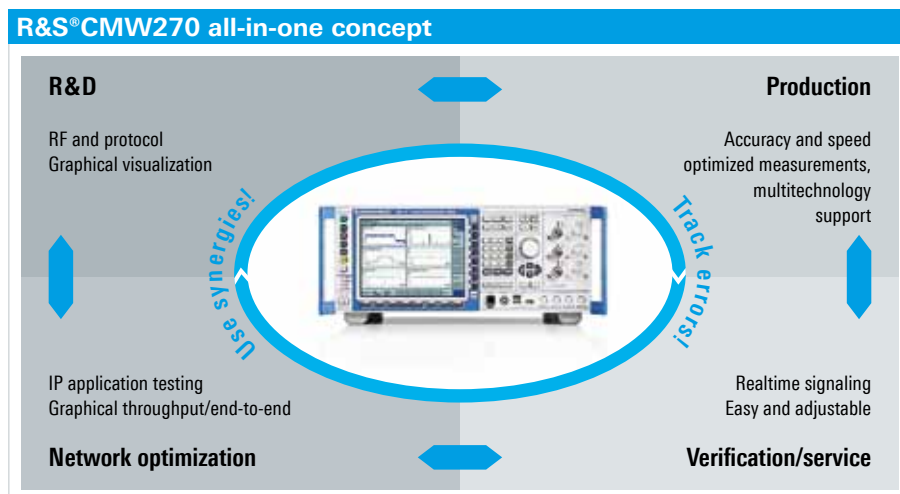 R&S®CMW270 all-in-one concept
R&D
RF and protocol
Graphical visualization
Production
Accuracy and speed
optimized measurements,
multitechnology
support
Use synergies!
Track errors!
IP application testing
Graphical throughput/end-to-end
Network optimization
Realtime signaling
Easy and adjustable
Verification/service